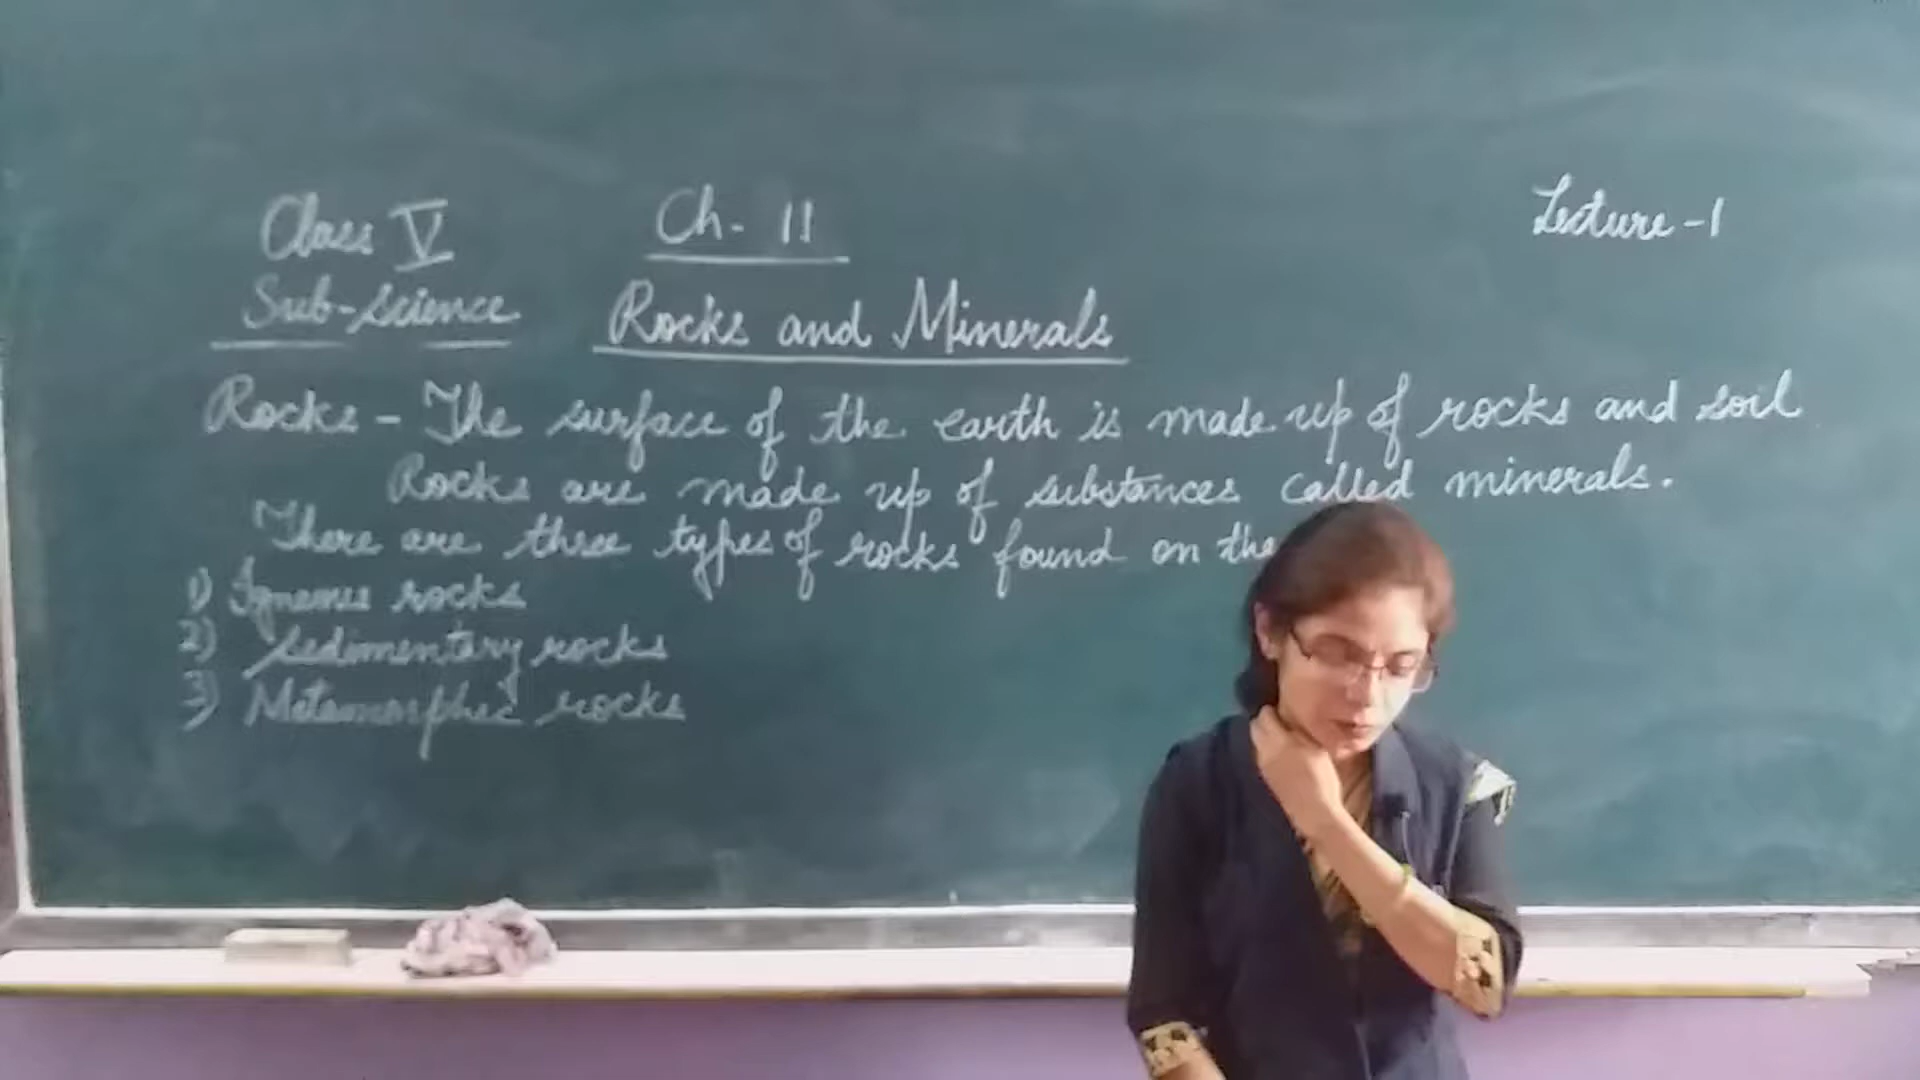 Class V
Ch- 11
Lecture-1
Sub-science
Rocks and Minerals
Rocks - The surface of the earth is made up of rocks and soil
Rocks are made up of substances called minerals.
There are three types of rocks found on the
1) Igneous rocks
2) Sedimentary rocks
3) Metamorphic rocks